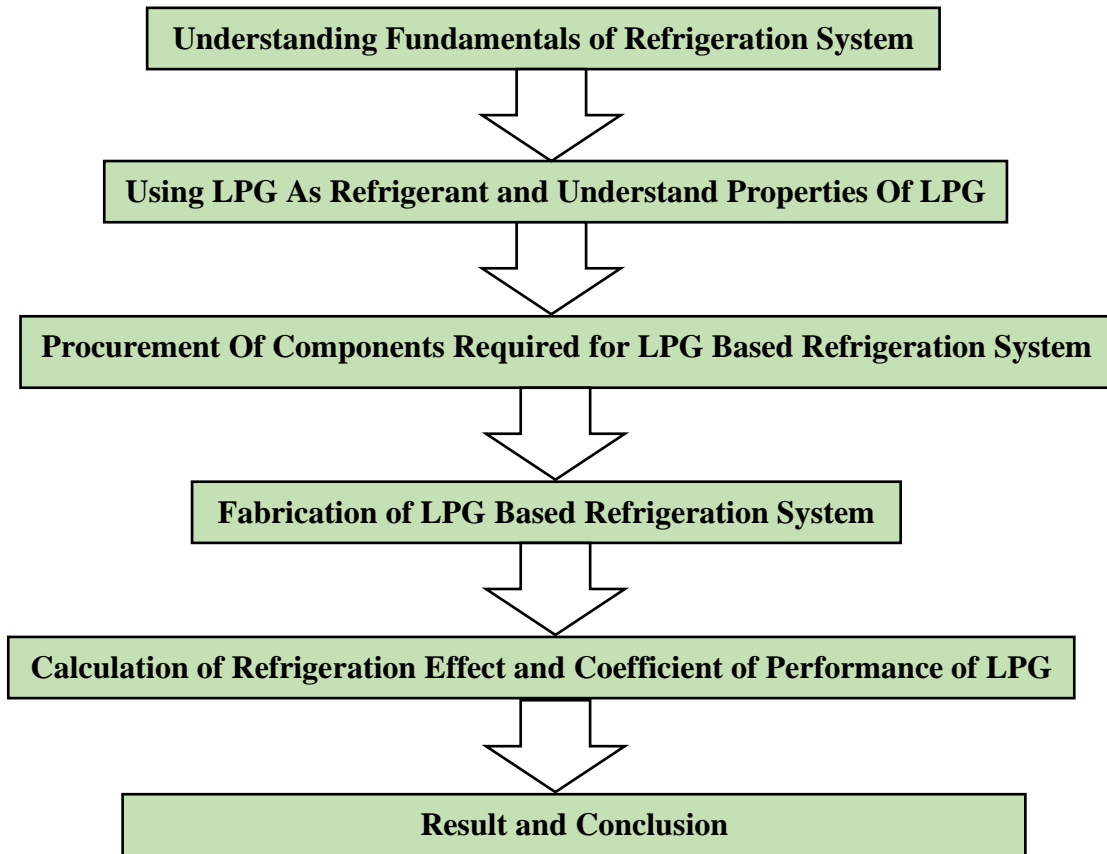 Understanding Fundamentals of Refrigeration System
Using LPG As Refrigerant and Understand Properties Of LPG
Procurement Of Components Required for LPG Based Refrigeration System
Fabrication of LPG Based Refrigeration System
Calculation of Refrigeration Effect and Coefficient of Performance of LPG
Result and Conclusion